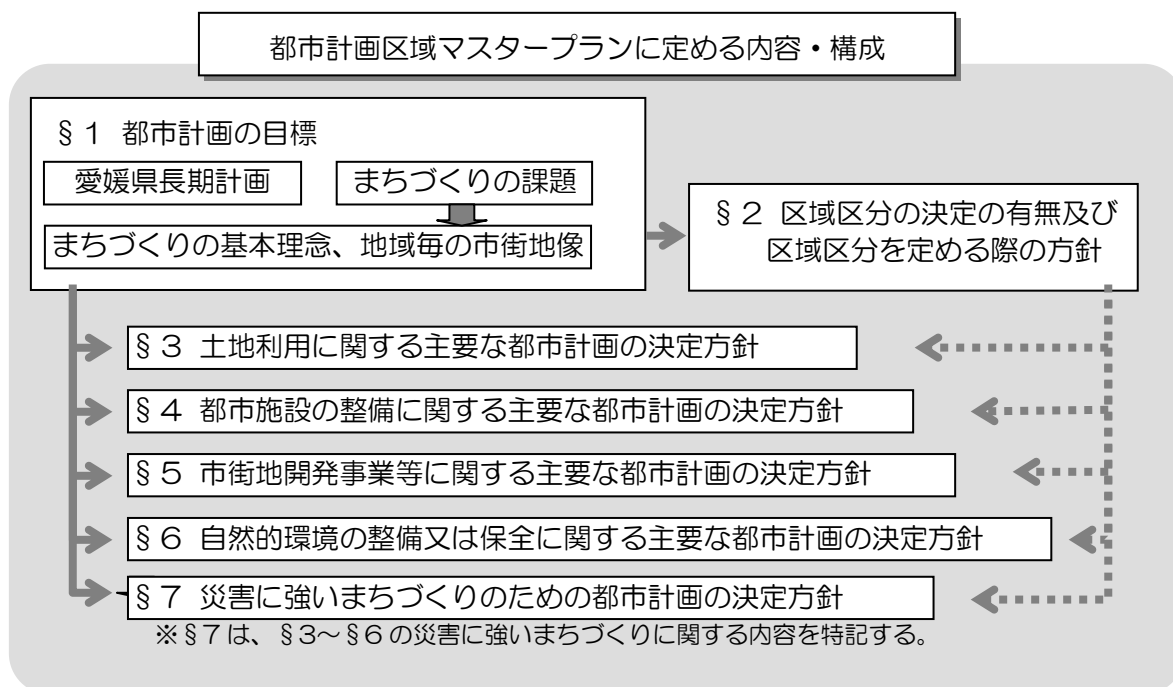 都市計画区域マスタープランに定める内容・構成
§１ 都市計画の目標
愛媛県長期計画
まちづくりの課題
まちづくりの基本理念、地域毎の市街地像
§２ 区域区分の決定の有無及び
区域区分を定める際の方針
§３ 土地利用に関する主要な都市計画の決定方針
§４ 都市施設の整備に関する主要な都市計画の決定方針
§５ 市街地開発事業等に関する主要な都市計画の決定方針
§６ 自然的環境の整備又は保全に関する主要な都市計画の決定方針
§７ 災害に強いまちづくりのための都市計画の決定方針
※§７は、§３～§６の災害に強いまちづくりに関する内容を特記する。